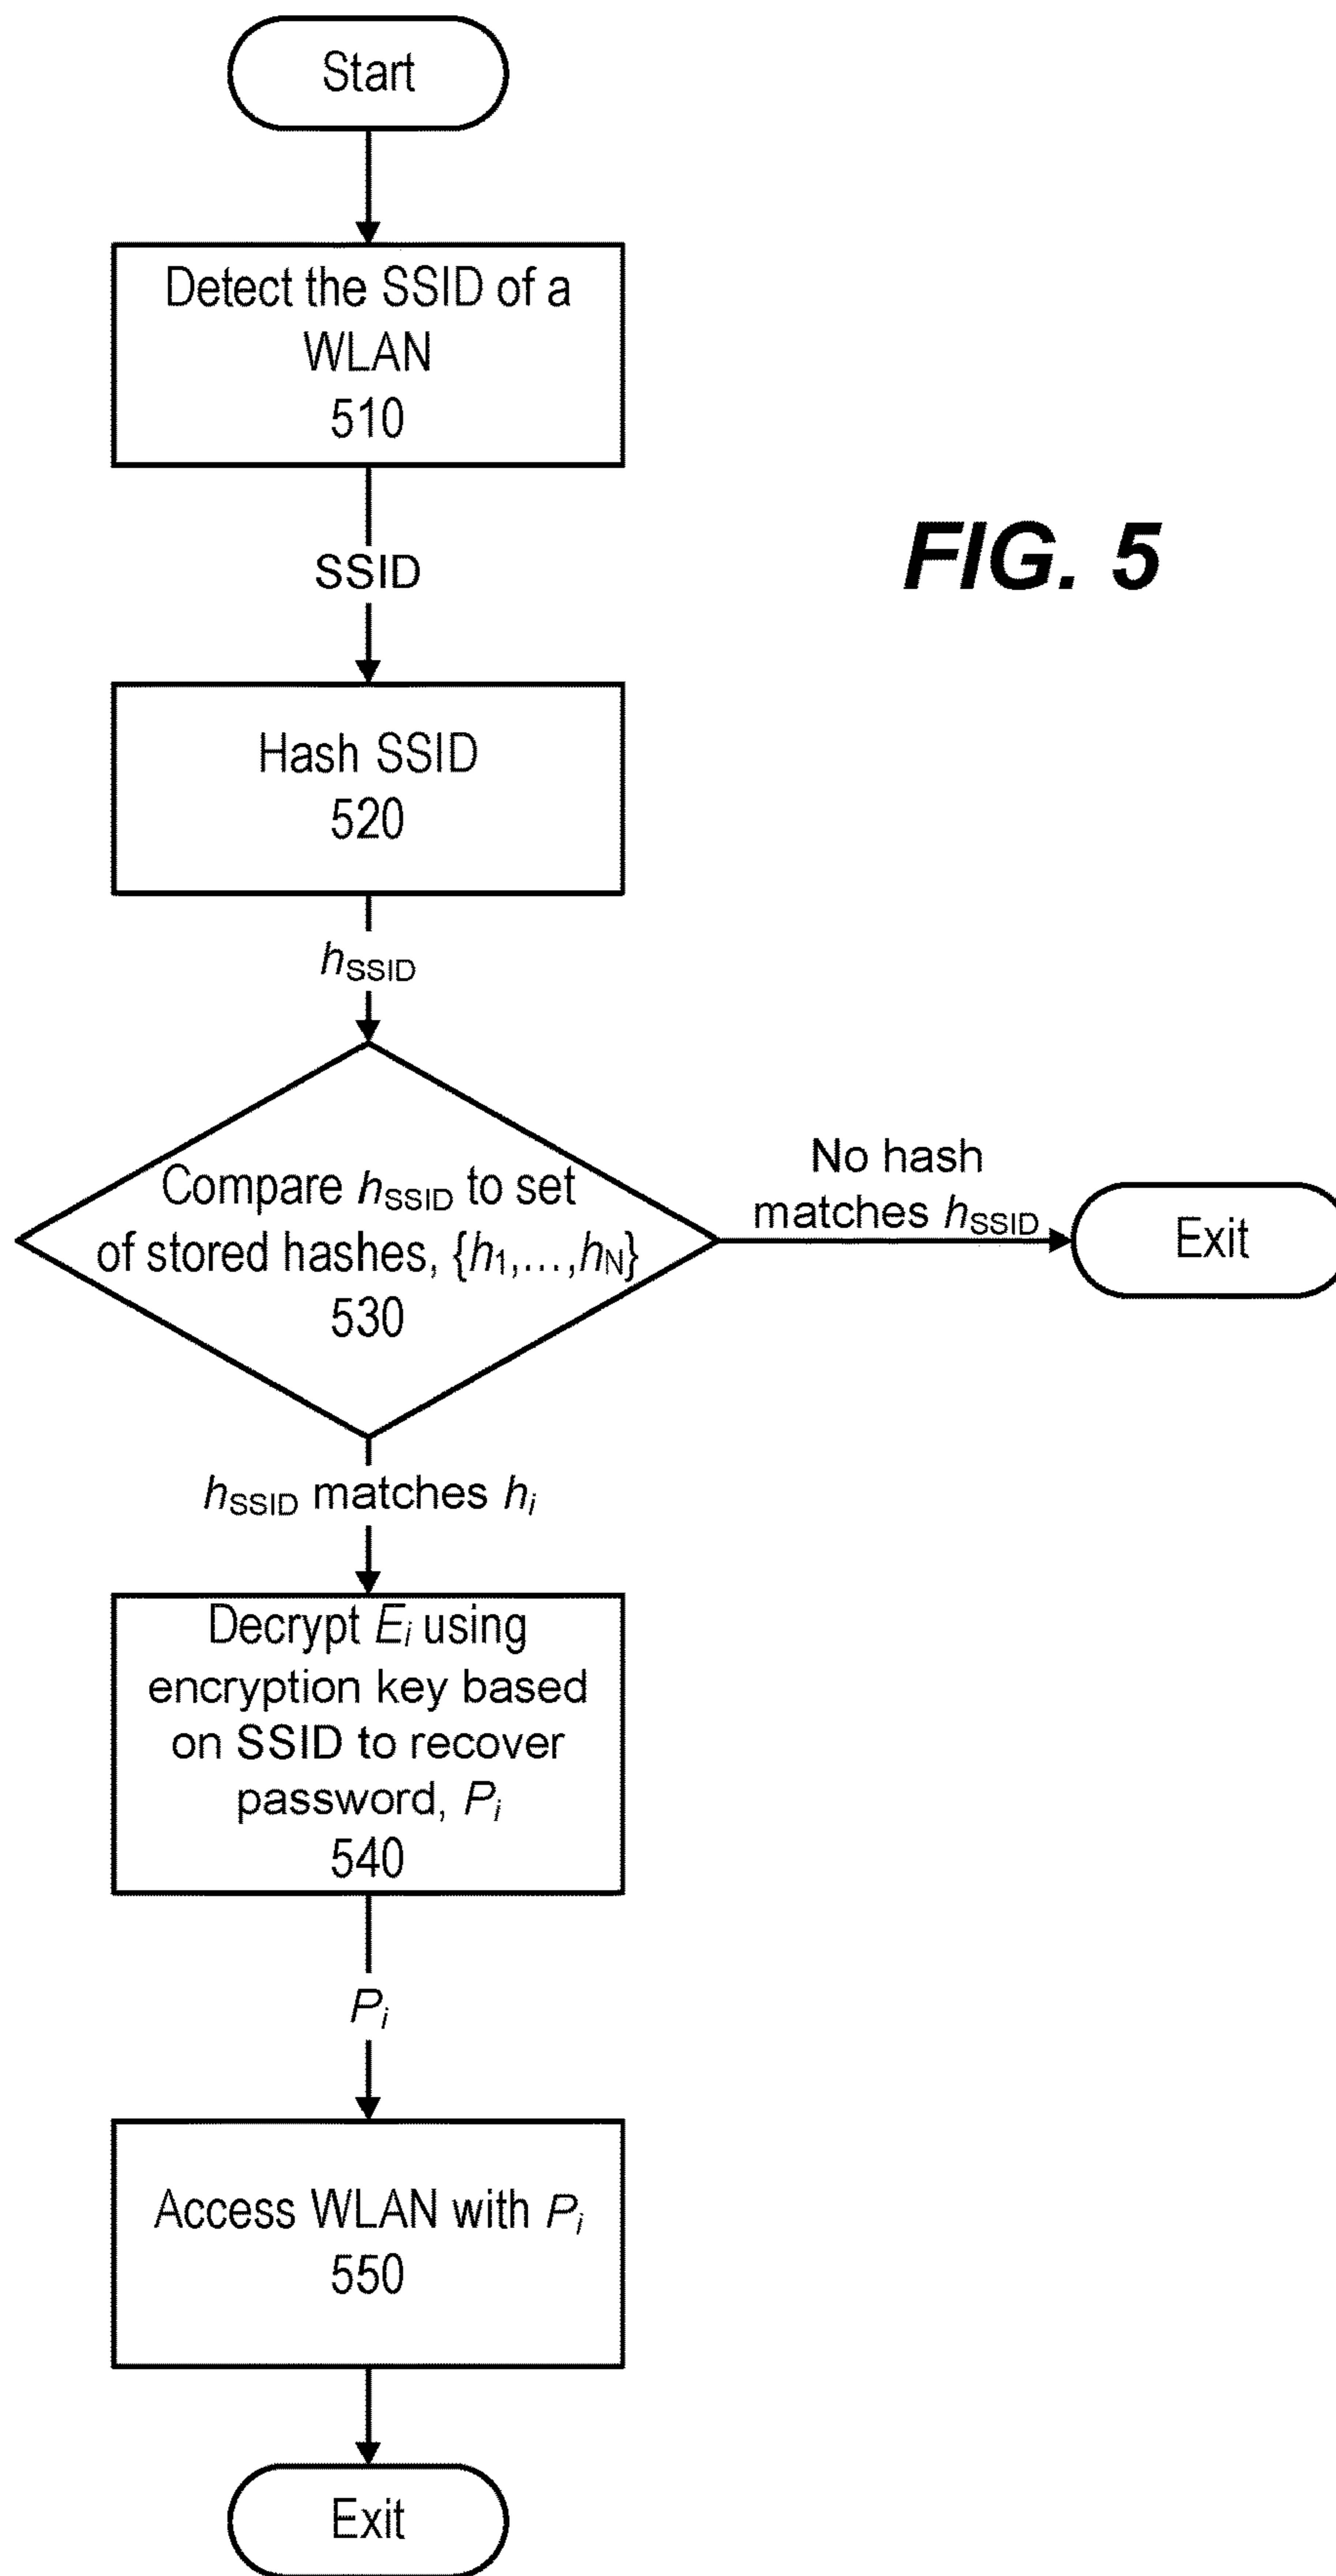 Start
Detect the SSID of a
WLAN
510
SSID
FIG. 5
Hash SSID
520
hSSID
Compare hSSID to set
of stored hashes, {h1,...,hN}
530
No hash
matches hSSID
Exit
hSSID matches hi
Decrypt Ei using
encryption key based
on SSID to recover
password, Pi
540
Pi
Access WLAN with Pi
550
Exit